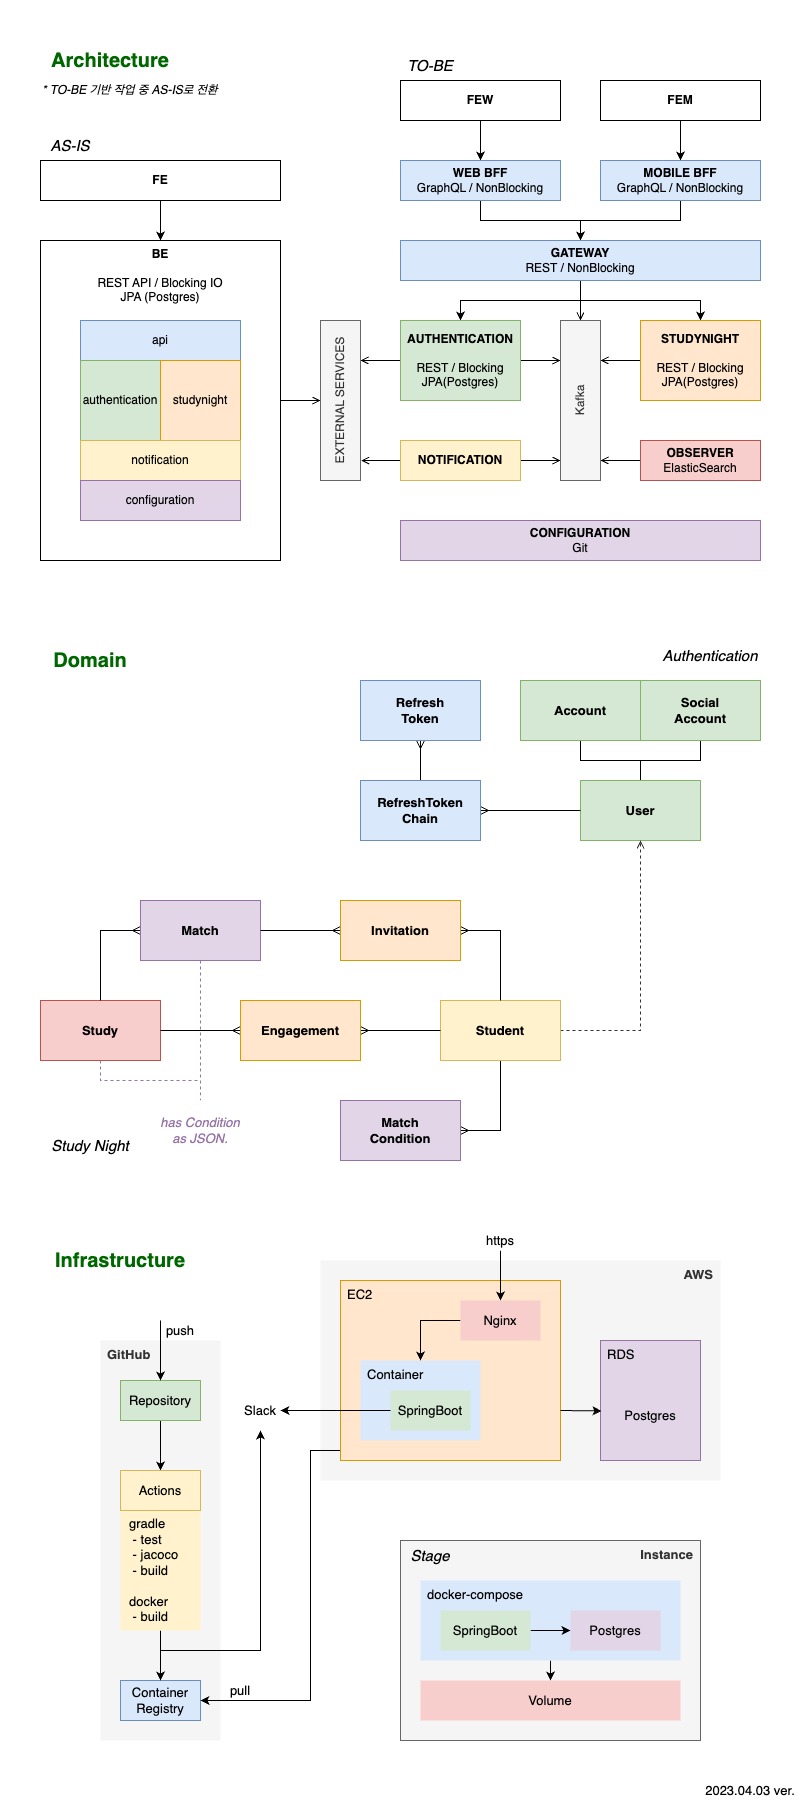 Architecture
* TO-BE 기반 작업 중 AS-IS로 전환
AS-IS
FE
BE
REST API / Blocking IO
JPA (Postgres)
api
authentication
studynight
notification
configuration
TO-BE
FEW
FEM
WEB BFF
GraphQL / NonBlocking
MOBILE BFF
GraphQL / NonBlocking
GATEWAY
REST / NonBlocking
EXTERNAL SERVICES
AUTHENTICATION
REST / Blocking
JPA(Postgres)
Kafka
STUDYNIGHT
REST / Blocking
JPA(Postgres)
NOTIFICATION
OBSERVER
ElasticSearch
CONFIGURATION
Git
Domain
Authentication
Refresh
Token
Account
Social
Account
RefreshToken
Chain
User
Match
Invitation
Study
Engagement
Student
has Condition
as JSON.
Match
Condition
Study Night
Infrastructure
push
GitHub
Repository
Actions
gradle
- test
- jacoco
- build
docker
- build
Container
Registry
pull
Slack
https
AWS
EC2
Nginx
Container
SpringBoot
RDS
Postgres
Stage
Instance
docker-compose
SpringBoot
Postgres
Volume
2023.04.03 ver.